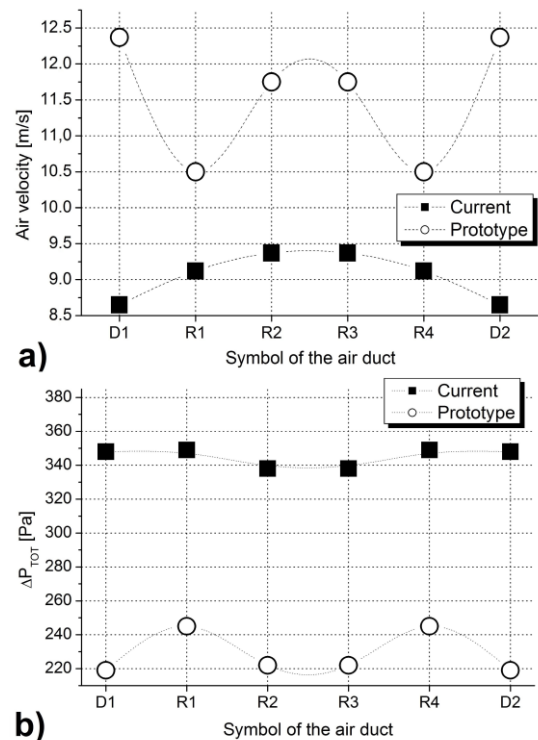 12.5
12.0
11.5
11.0
10.5
10.0
9.5
9.0
8.5
Air velocity [m/s]
Current
Prototype
D1 R1 R2 R3 R4 D2
a)
Symbol of the air duct
380
360
340
320
300
280
260
240
220
ΔP_TOT [Pa]
Current
Prototype
D1 R1 R2 R3 R4 D2
b)
Symbol of the air duct